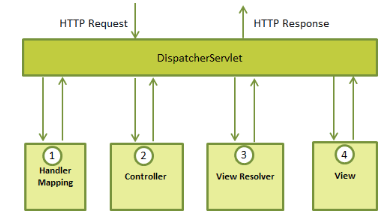 HTTP Request
HTTP Response
DispatcherServlet
1
2
3
4
Handler
Mapping
Controller
View Resolver
View